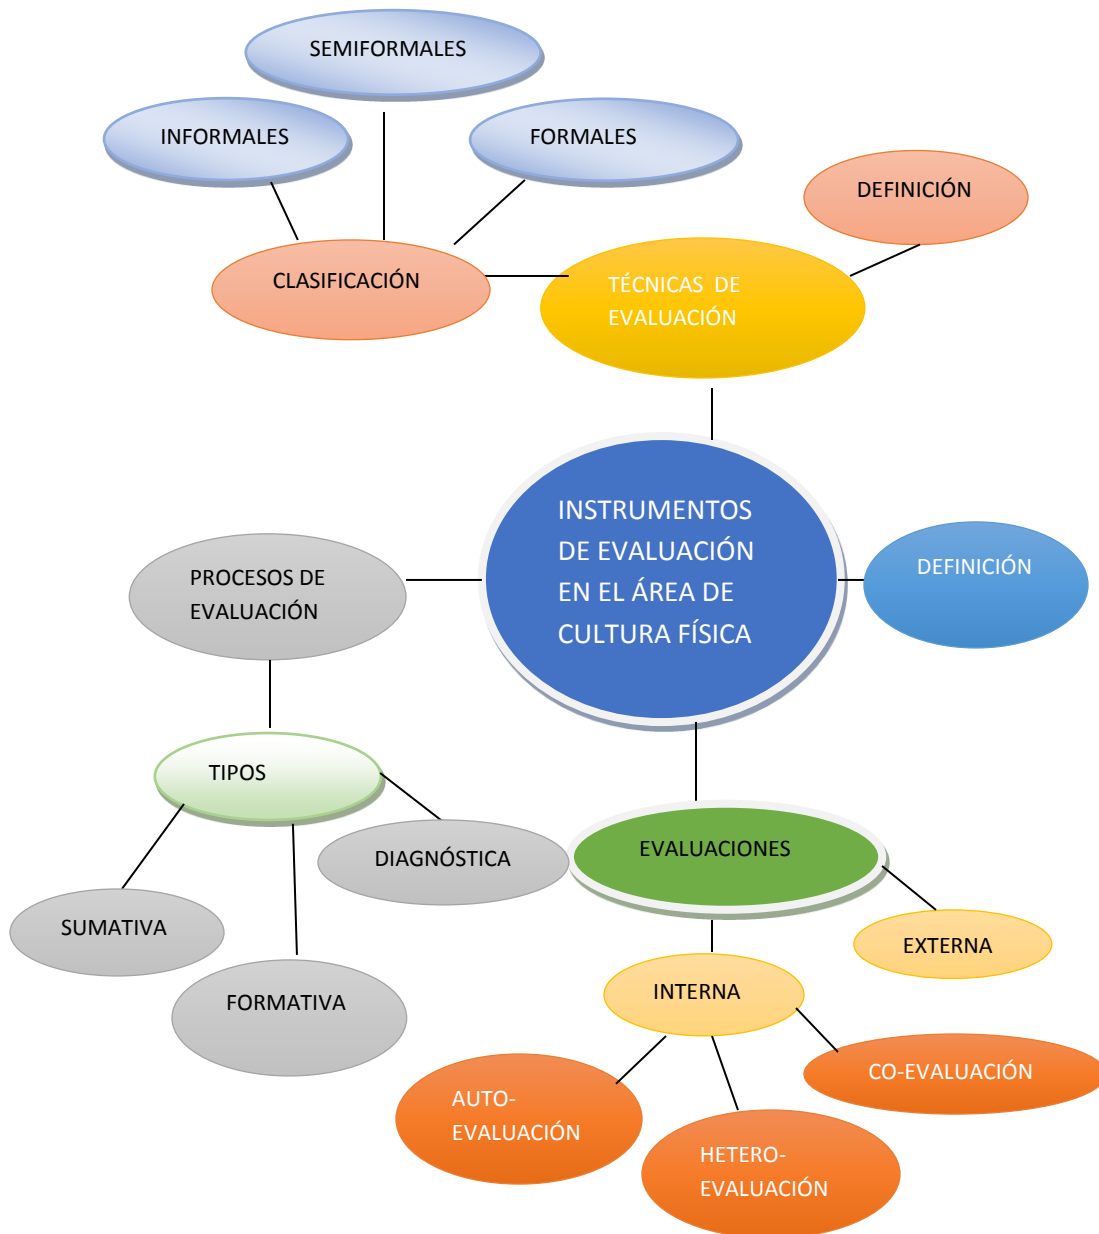 SEMIFORMALES
INFORMALES
FORMALES
DEFINICIÓN
CLASIFICACIÓN
TÉCNICAS DE
EVALUACIÓN
INSTRUMENTOS
DE EVALUACIÓN
EN EL ÁREA DE
CULTURA FÍSICA
DEFINICIÓN
PROCESOS DE
EVALUACIÓN
TIPOS
DIAGNÓSTICA
SUMATIVA
FORMATIVA
EVALUACIONES
EXTERNA
INTERNA
CO-EVALUACIÓN
AUTO-
EVALUACIÓN
HETERO-
EVALUACIÓN